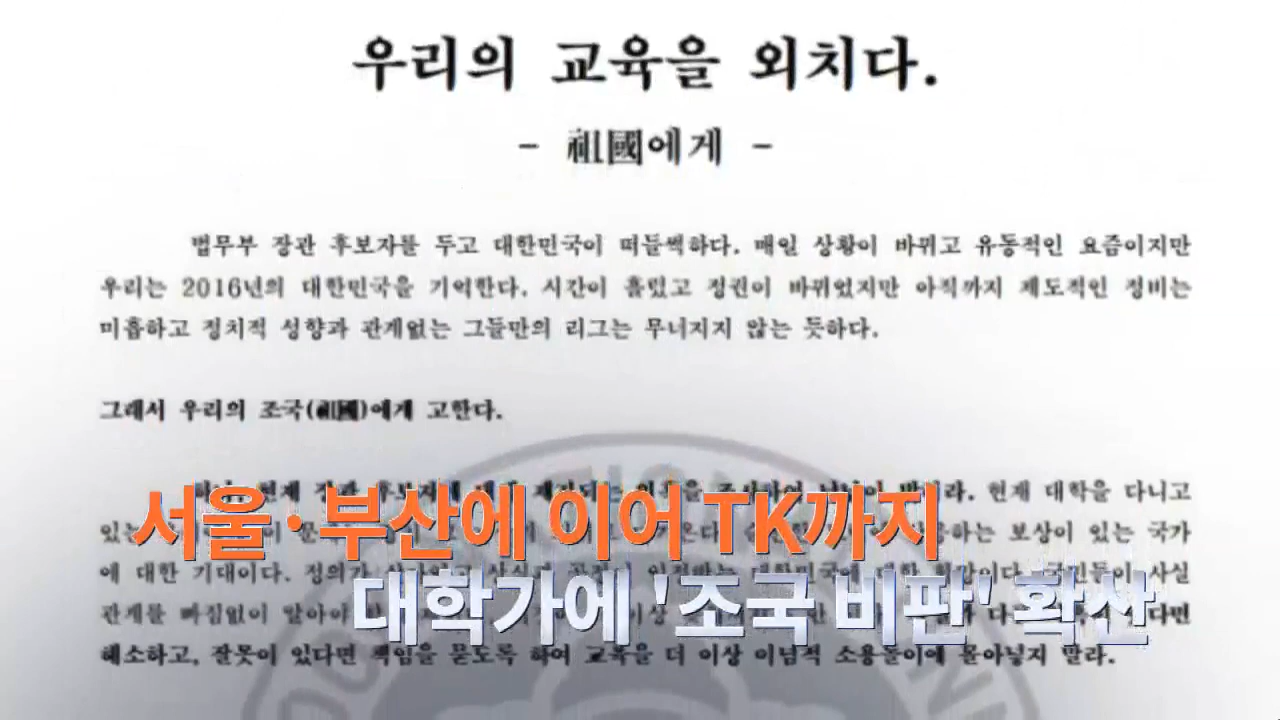 우리의 교육을 외치다.
- 祖國에게 -
법무부 장관 후보자를 두고 대한민국이 떠들썩하다. 매일 상황이 바뀌고 유동적인 요즘이지만
우리는 2016년의 대한민국을 기억한다. 시간이 흘렀고 정권이 바뀌었지만 아직까지 제도적인 정비는
미흡하고 정치적 성향과 관계없는 그들만의 리그는 무너지지 않는 듯하다.
그래서 우리의 조국(祖國)에게 고한다.
현재 대학을 다니고
서울·부산에 이어 TK까지
보상이 있는 국가
에 대한 기대이다. 정의가
대학가에 '조국 비판' 확산
관계를 빠짐없이 알아야
해소하고, 잘못이 있다면 책임을 묻도록 하여 교육을 더 이상 이념적 소용돌이에 몰아넣지 말라.